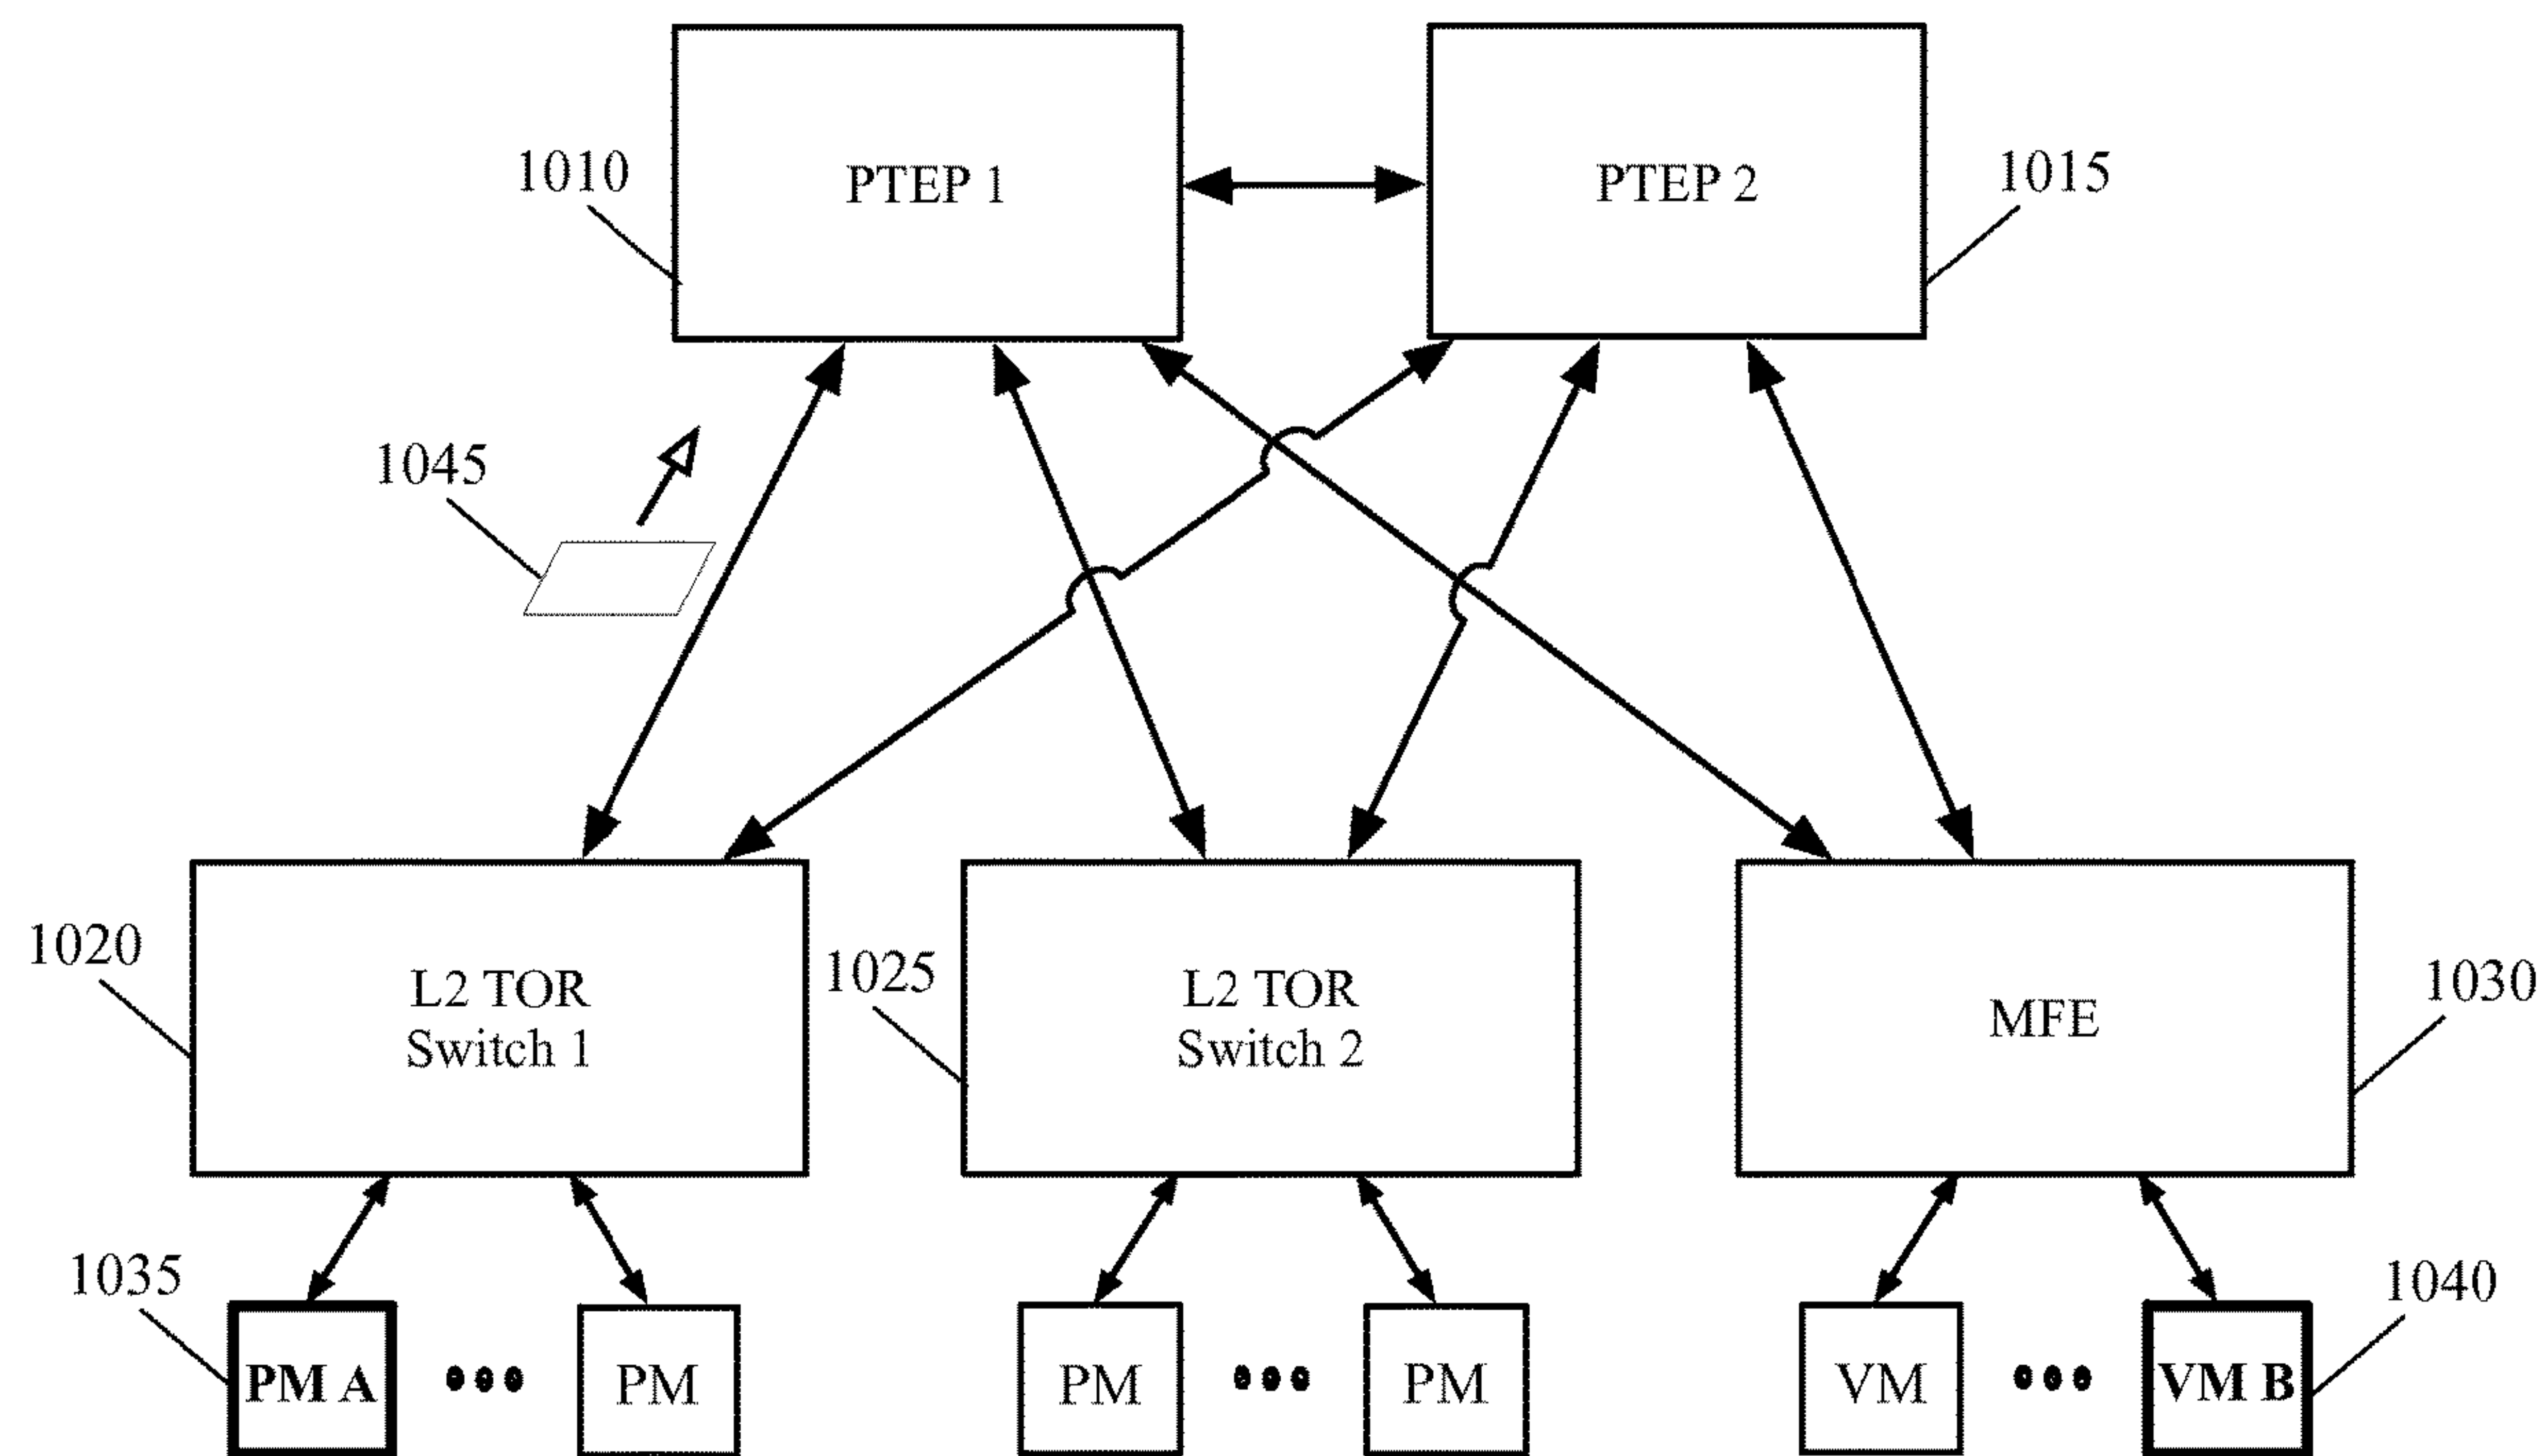 1010
PTEP 1
PTEP 2
1015
1045
1020
L2 TOR
Switch 1
1025
L2 TOR
Switch 2
MFE
1030
1035
PM A
PM
PM
PM
VM
VM B
1040